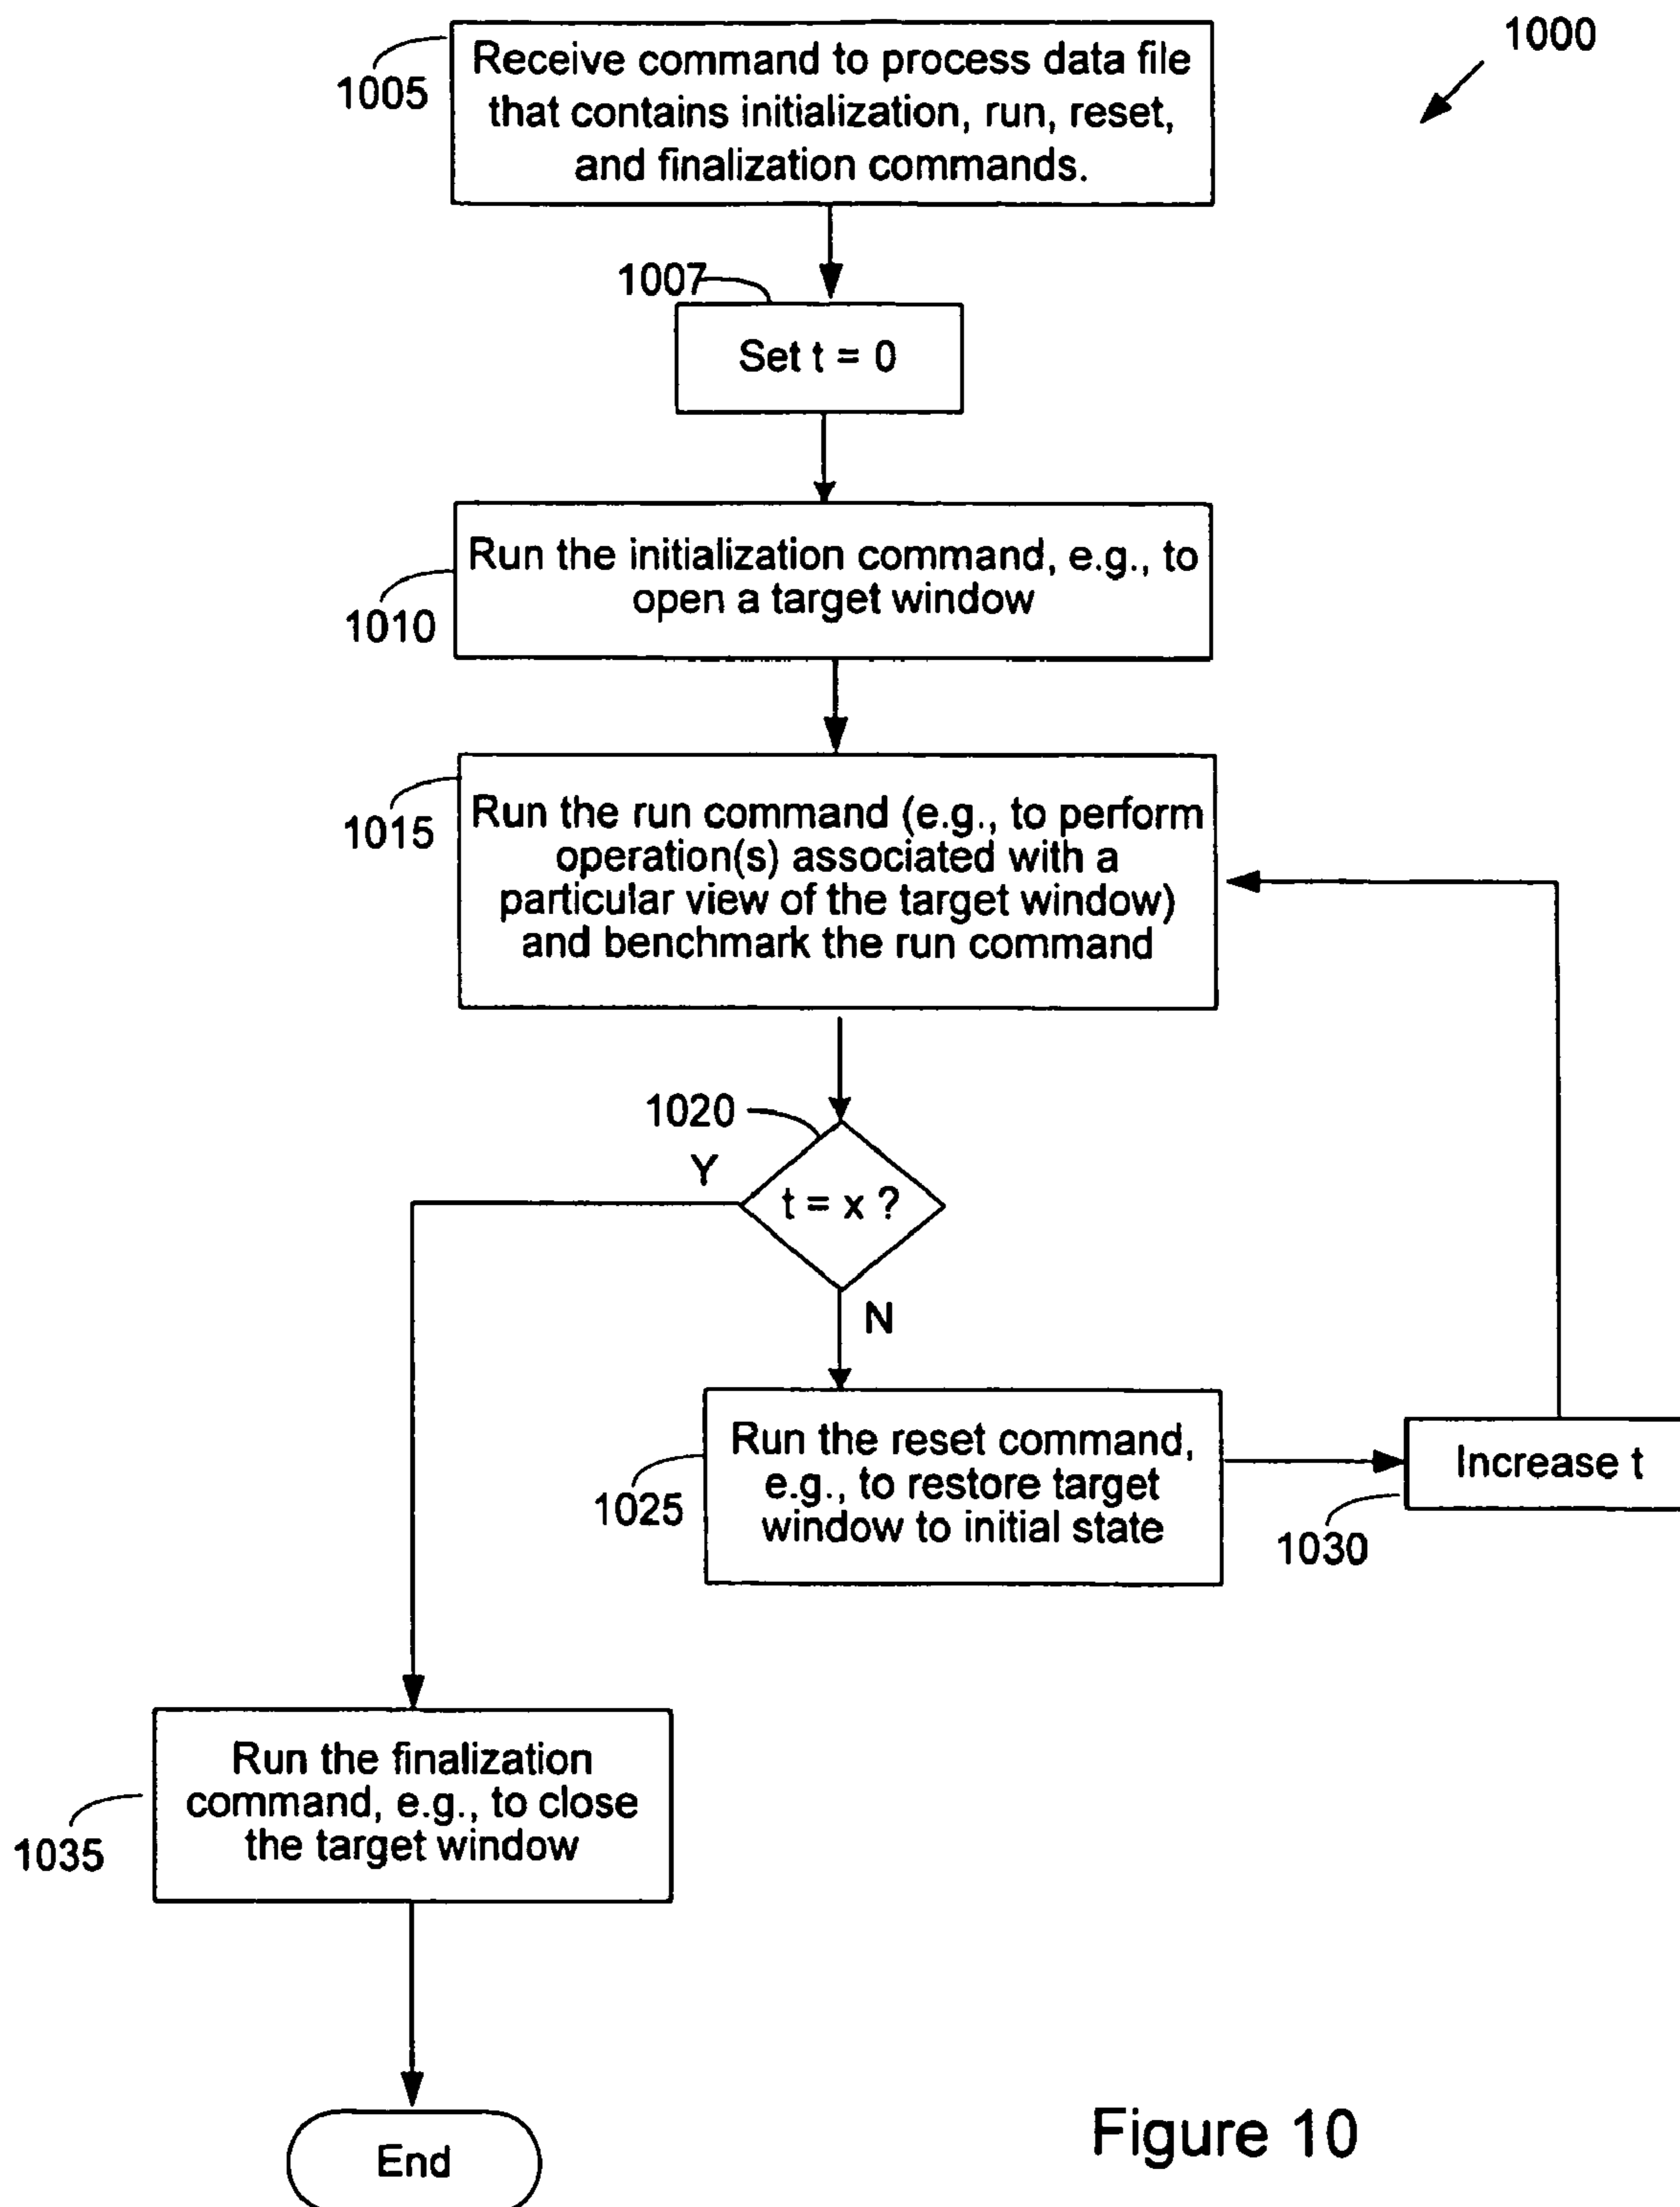 1000
Receive command to process data file
that contains initialization, run, reset,
and finalization commands.
1005
1007
Set t = 0
Run the initialization command, e.g., to
open a target window
1010
Run the run command (e.g., to perform
operation(s) associated with a
particular view of the target window)
and benchmark the run command
1015
1020
Y
t = x ?
N
Run the reset command,
e.g., to restore target
window to initial state
1025
Increase t
1030
Run the finalization
command, e.g., to close
the target window
1035
End
Figure 10